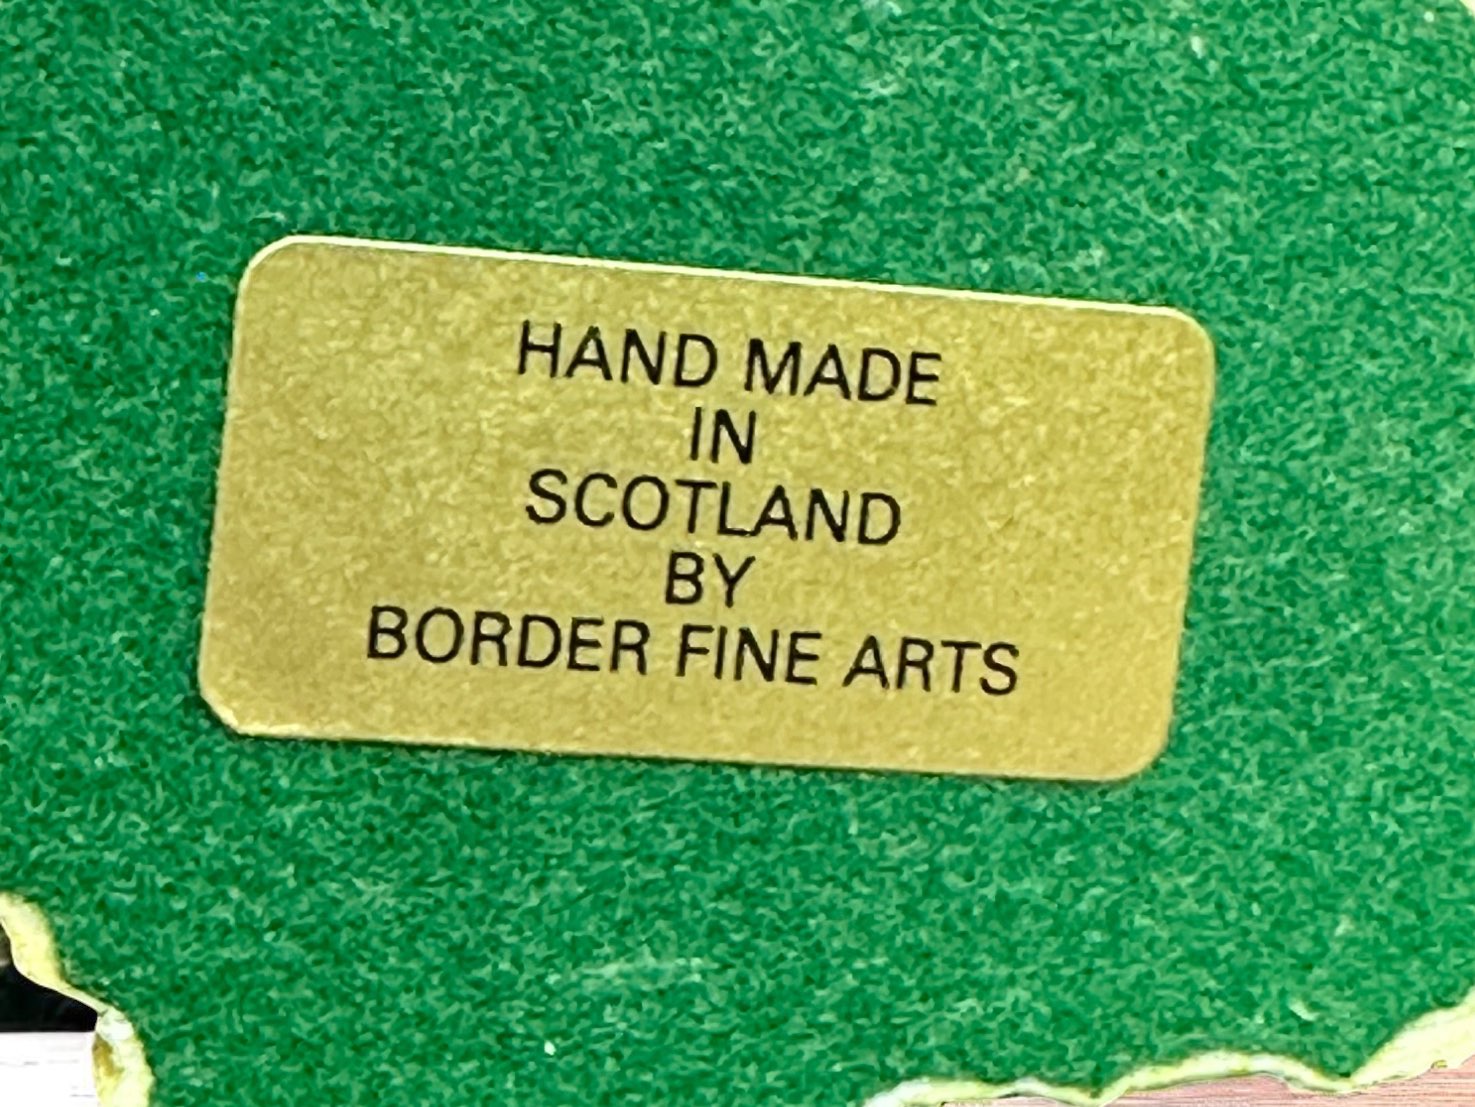 HAND MADE
IN
SCOTLAND
BY
BORDER FINE ARTS